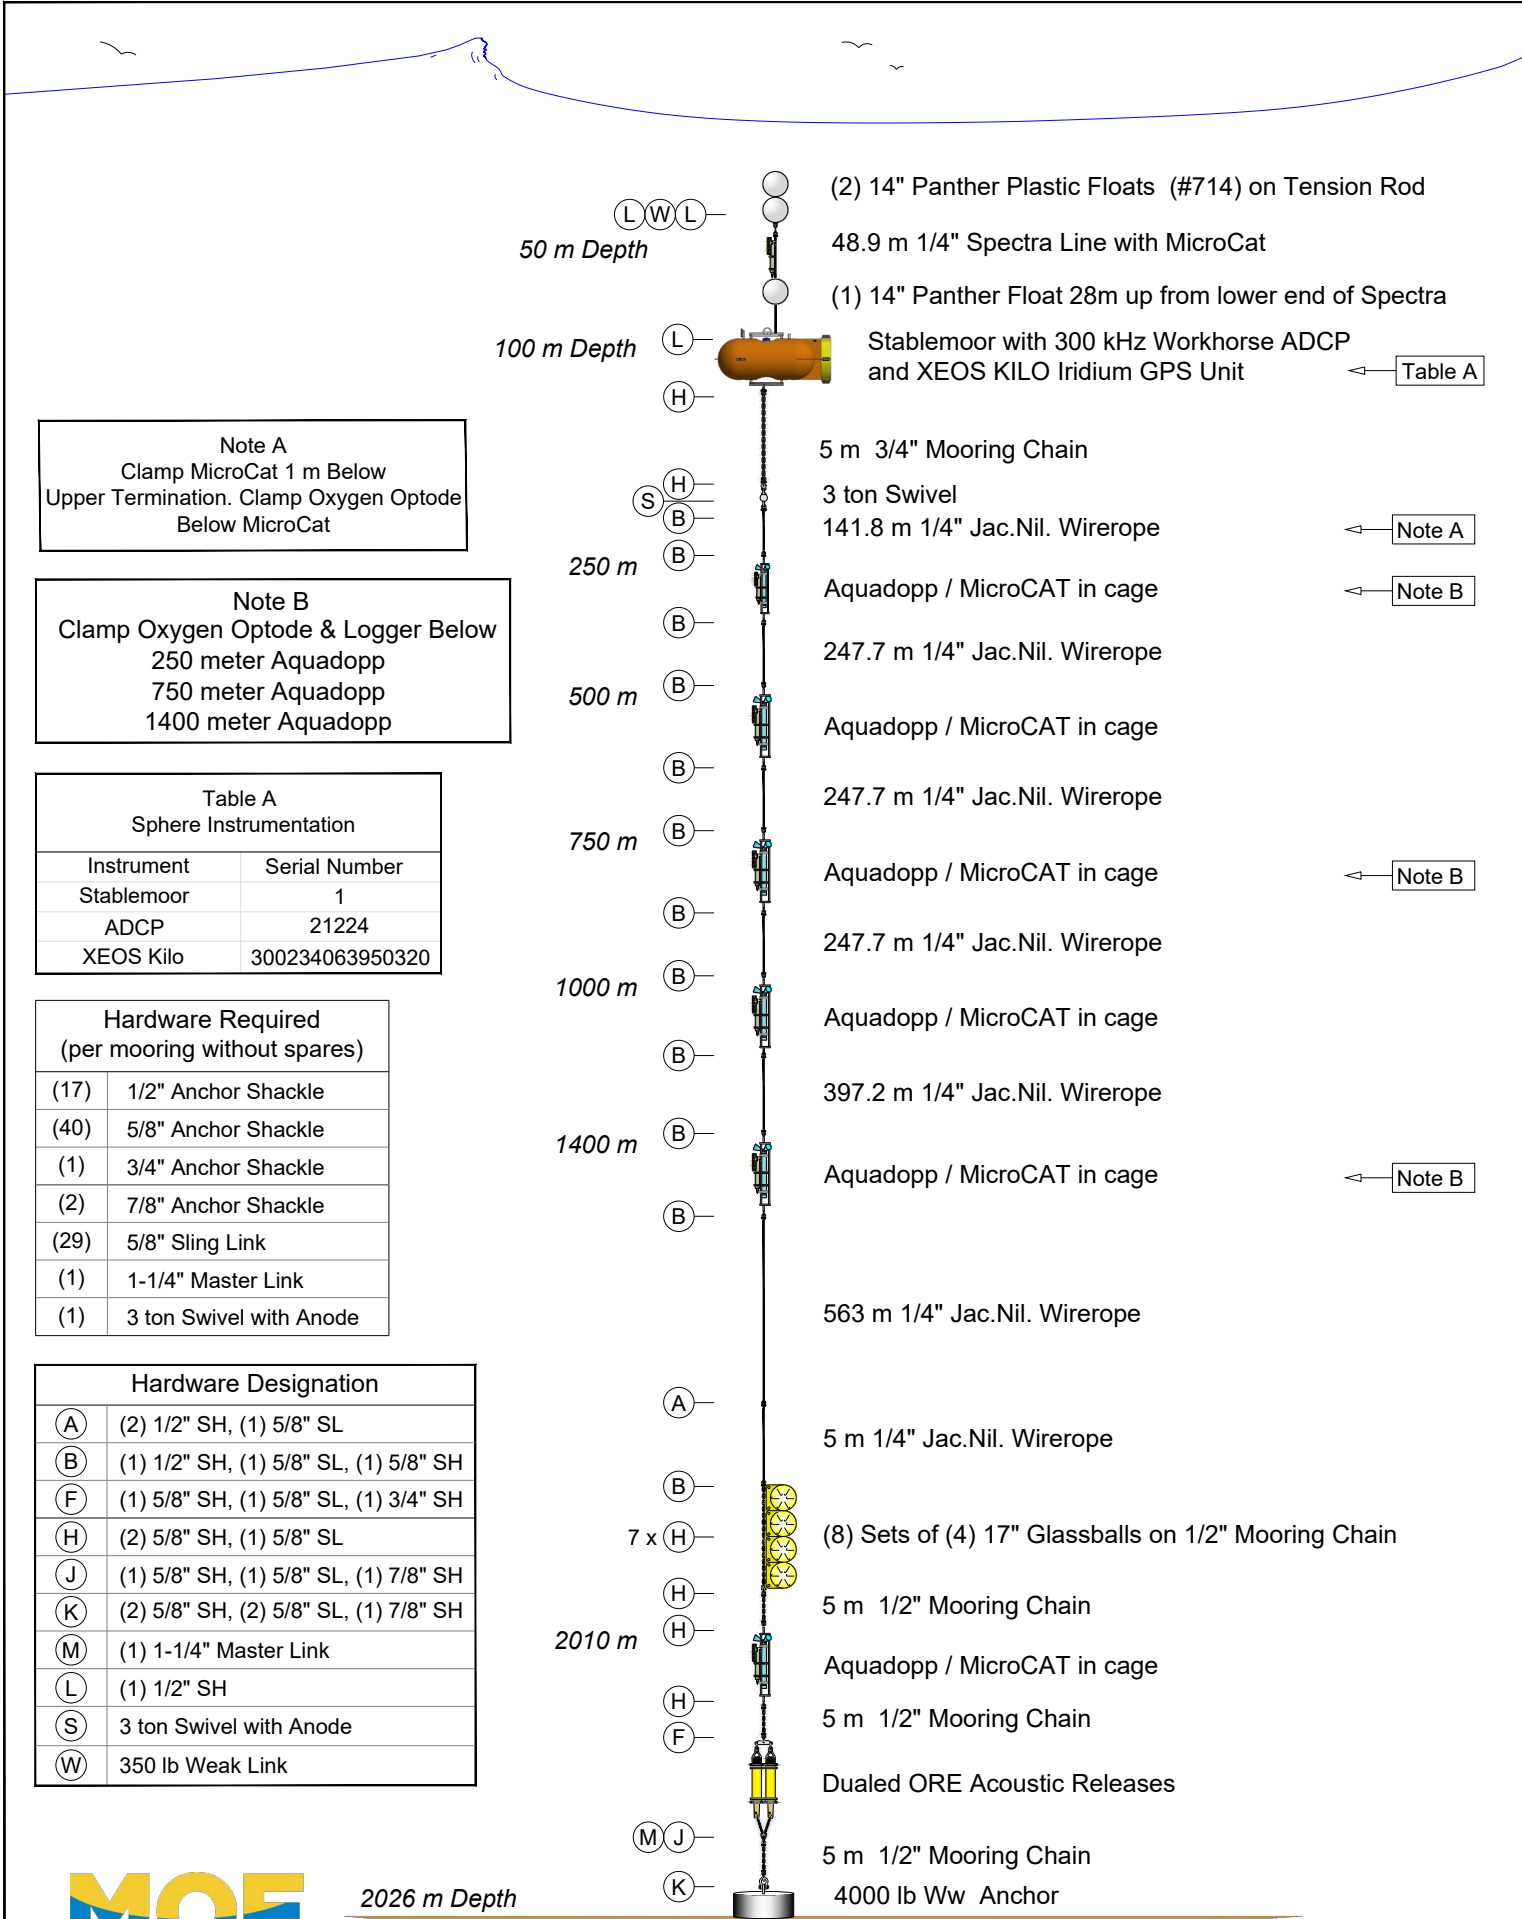 (2) 14" Panther Plastic Floats (#714) on Tension Rod
L W L
50 m Depth
48.9 m 1/4" Spectra Line with MicroCat
(1) 14" Panther Float 28m up from lower end of Spectra
100 m Depth
L
Stablemoor with 300 kHz Workhorse ADCP
and XEOS KILO Iridium GPS Unit
Table A
H
5 m 3/4" Mooring Chain
H
S
3 ton Swivel
B
141.8 m 1/4" Jac.Nil. Wirerope
Note A
B
250 m
Aquadopp / MicroCAT in cage
Note B
B
247.7 m 1/4" Jac.Nil. Wirerope
B
500 m
Aquadopp / MicroCAT in cage
B
247.7 m 1/4" Jac.Nil. Wirerope
B
750 m
Aquadopp / MicroCAT in cage
Note B
B
247.7 m 1/4" Jac.Nil. Wirerope
B
1000 m
Aquadopp / MicroCAT in cage
B
397.2 m 1/4" Jac.Nil. Wirerope
B
1400 m
Aquadopp / MicroCAT in cage
Note B
B
563 m 1/4" Jac.Nil. Wirerope
A
5 m 1/4" Jac.Nil. Wirerope
B
7 x H
(8) Sets of (4) 17" Glassballs on 1/2" Mooring Chain
H
5 m 1/2" Mooring Chain
H
2010 m
Aquadopp / MicroCAT in cage
H
5 m 1/2" Mooring Chain
F
Dualed ORE Acoustic Releases
M J
5 m 1/2" Mooring Chain
K
4000 lb Ww Anchor
2026 m Depth
Note A
Clamp MicroCat 1 m Below
Upper Termination. Clamp Oxygen Optode
Below MicroCat
Note B
Clamp Oxygen Optode & Logger Below
250 meter Aquadopp
750 meter Aquadopp
1400 meter Aquadopp
Table A
Sphere Instrumentation
Instrument Serial Number
Stablemoor 1
ADCP 21224
XEOS Kilo 300234063950320
Hardware Required
(per mooring without spares)
(17) 1/2" Anchor Shackle
(40) 5/8" Anchor Shackle
(1) 3/4" Anchor Shackle
(2) 7/8" Anchor Shackle
(29) 5/8" Sling Link
(1) 1-1/4" Master Link
(1) 3 ton Swivel with Anode
Hardware Designation
A (2) 1/2" SH, (1) 5/8" SL
B (1) 1/2" SH, (1) 5/8" SL, (1) 5/8" SH
F (1) 5/8" SH, (1) 5/8" SL, (1) 3/4" SH
H (2) 5/8" SH, (1) 5/8" SL
J (1) 5/8" SH, (1) 5/8" SL, (1) 7/8" SH
K (2) 5/8" SH, (2) 5/8" SL, (1) 7/8" SH
M (1) 1-1/4" Master Link
L (1) 1/2" SH
S 3 ton Swivel with Anode
W 350 lb Weak Link